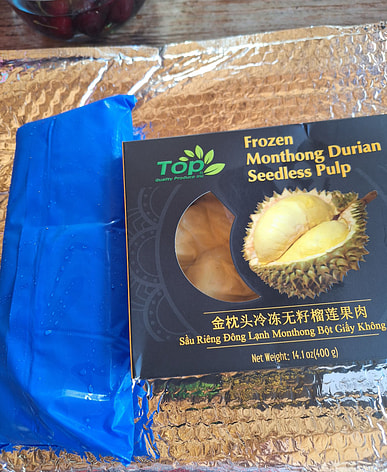 Top
Quality Produce Inc
Frozen
Monthong Durian
Seedless Pulp
金枕头冷冻无籽榴莲果肉
Sầu Riêng Đông Lạnh Monthong Bột Giấy Không
Net Weight: 14.1oz(400 g)